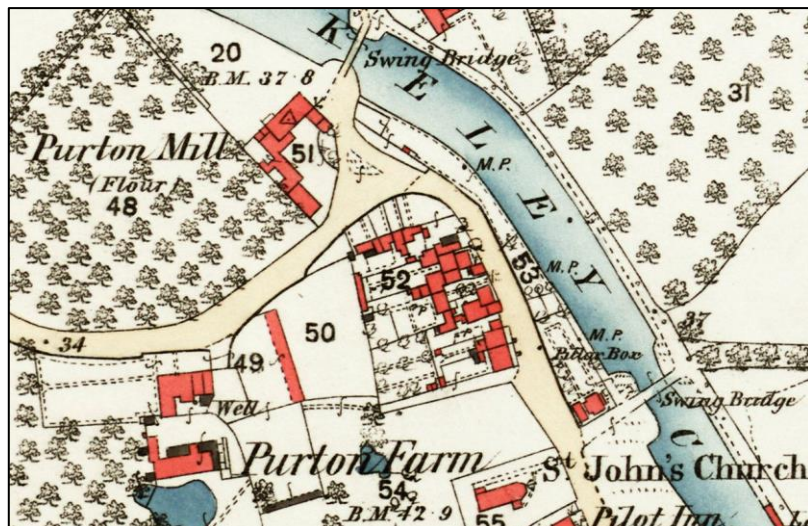 20
B.M. 37·8
Swing Bridge
K
E
L
E
Y
C
31
Purton Mill
(Flour)
48
51
M.P.
52
53
M.P.
50
34
49
M.P.
37
Pillar Box
Well
Swing Bridge
Purton Farm
St John's Church
54
B.M. 42·9
55
Pilot Inn